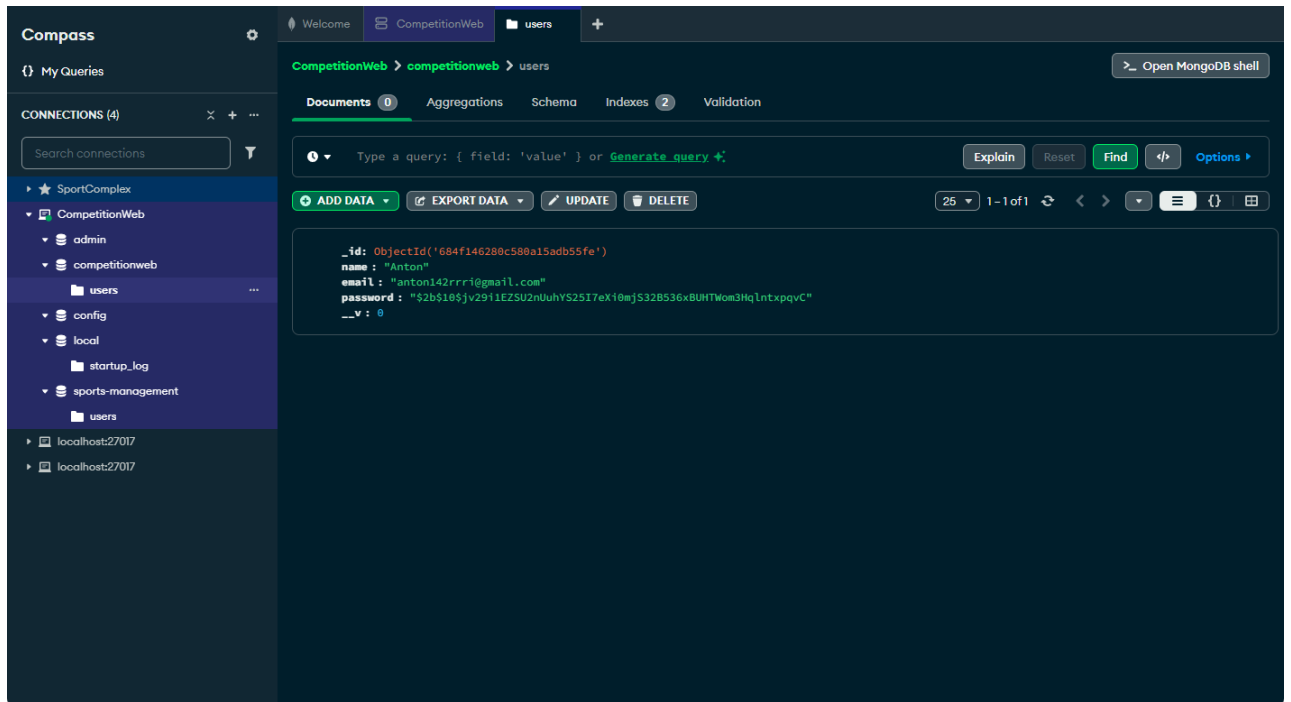 Compass
{} My Queries
CONNECTIONS (4)
Search connections
SportComplex
CompetitionWeb
admin
competitionweb
users
config
local
startup_log
sports-management
users
localhost:27017
localhost:27017
Welcome
CompetitionWeb
users
CompetitionWeb > competitionweb > users
>_ Open MongoDB shell
Documents 0 Aggregations Schema Indexes 2 Validation
Type a query: { field: 'value' } or Generate query
Explain Reset Find </> Options
ADD DATA EXPORT DATA UPDATE DELETE
25 1–1 of 1 {}
_id: ObjectId('684f146280c580a15adb55fe')
name : "Anton"
email : "anton142rrri@gmail.com"
password : "$2b$10$jv29i1EZSU2nUuhYS25I7eXi0mjS32B536xBUHTWom3HqlntxpqvC"
__v : 0